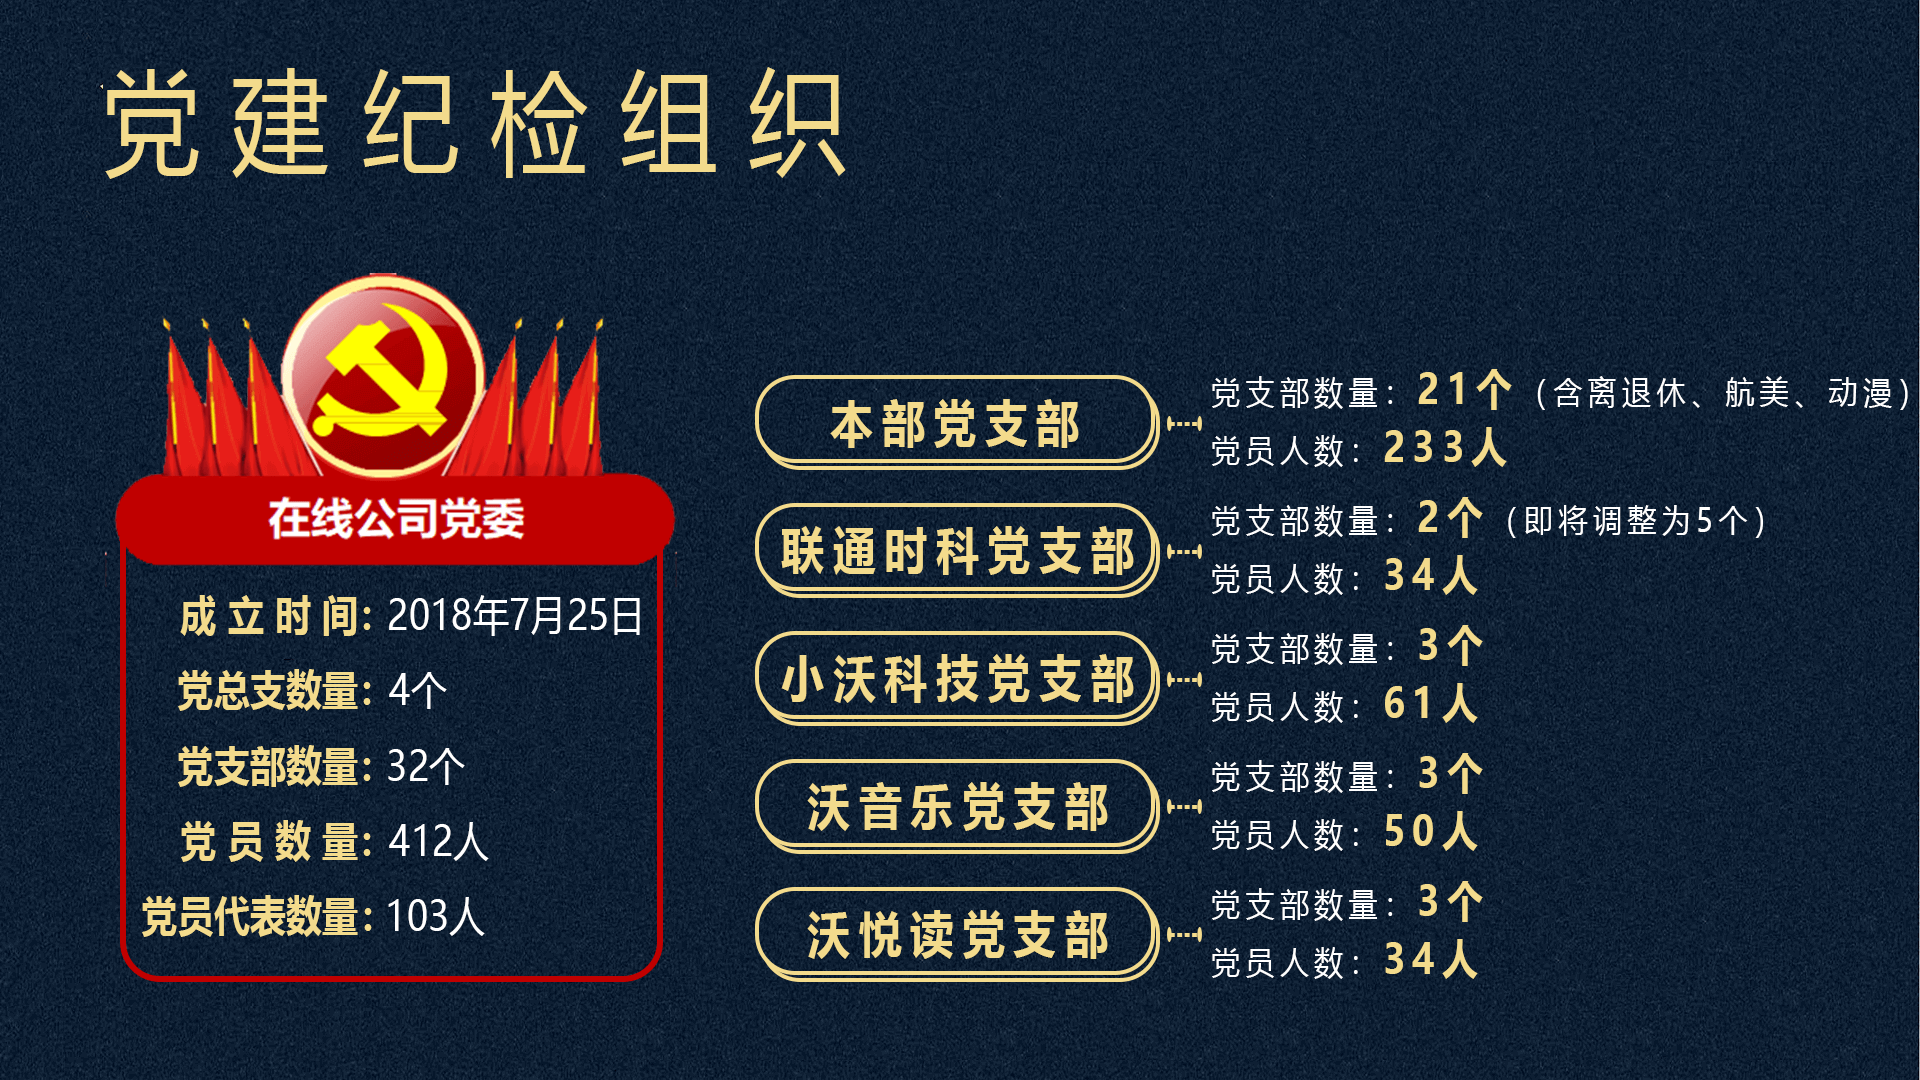 党建纪检组织
在线公司党委
成立时间：2018年7月25日
党总支数量：4个
党支部数量：32个
党员数量：412人
党员代表数量：103人
本部党支部
党支部数量：21个（含离退休、航美、动漫）
党员人数：233人
联通时科党支部
党支部数量：2个（即将调整为5个）
党员人数：34人
小沃科技党支部
党支部数量：3个
党员人数：61人
沃音乐党支部
党支部数量：3个
党员人数：50人
沃悦读党支部
党支部数量：3个
党员人数：34人